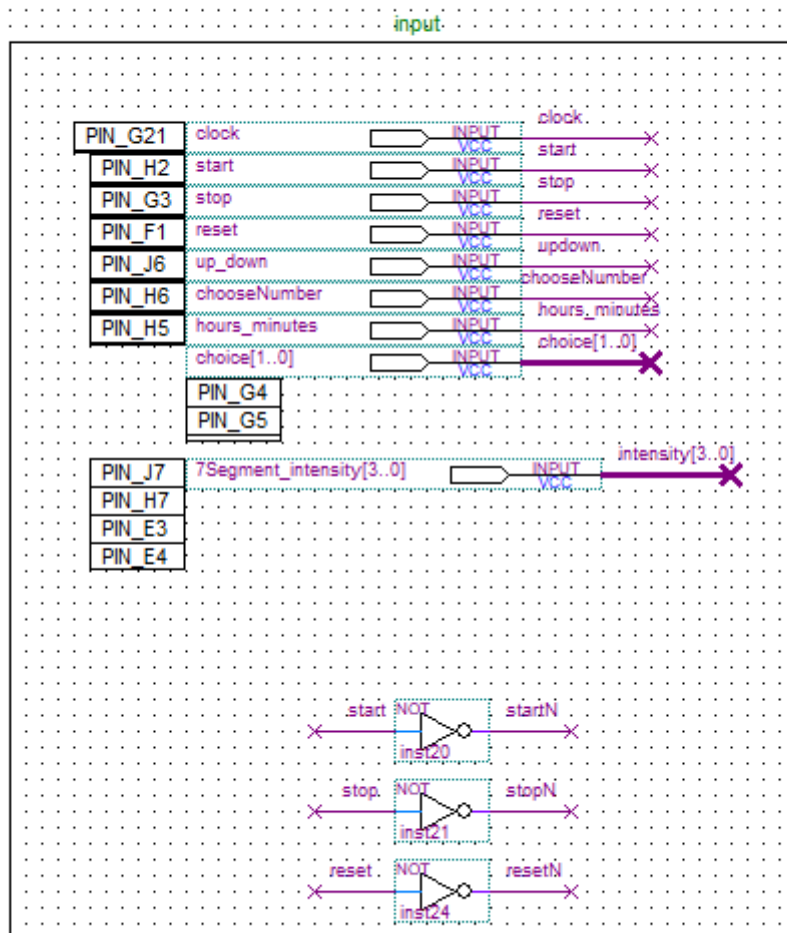 input
clock
PIN_G21 clock INPUT VCC
start
PIN_H2 start INPUT VCC
stop
PIN_G3 stop INPUT VCC
reset
PIN_F1 reset INPUT VCC
updown
PIN_J6 up_down INPUT VCC
chooseNumber
PIN_H6 chooseNumber INPUT VCC
hours_minutes
PIN_H5 hours_minutes INPUT VCC
choice[1..0]
choice[1..0] INPUT VCC
PIN_G4
PIN_G5
intensity[3..0]
PIN_J7 7Segment_intensity[3..0] INPUT VCC
PIN_H7
PIN_E3
PIN_E4
start NOT startN
inst20
stop NOT stopN
inst21
reset NOT resetN
inst24